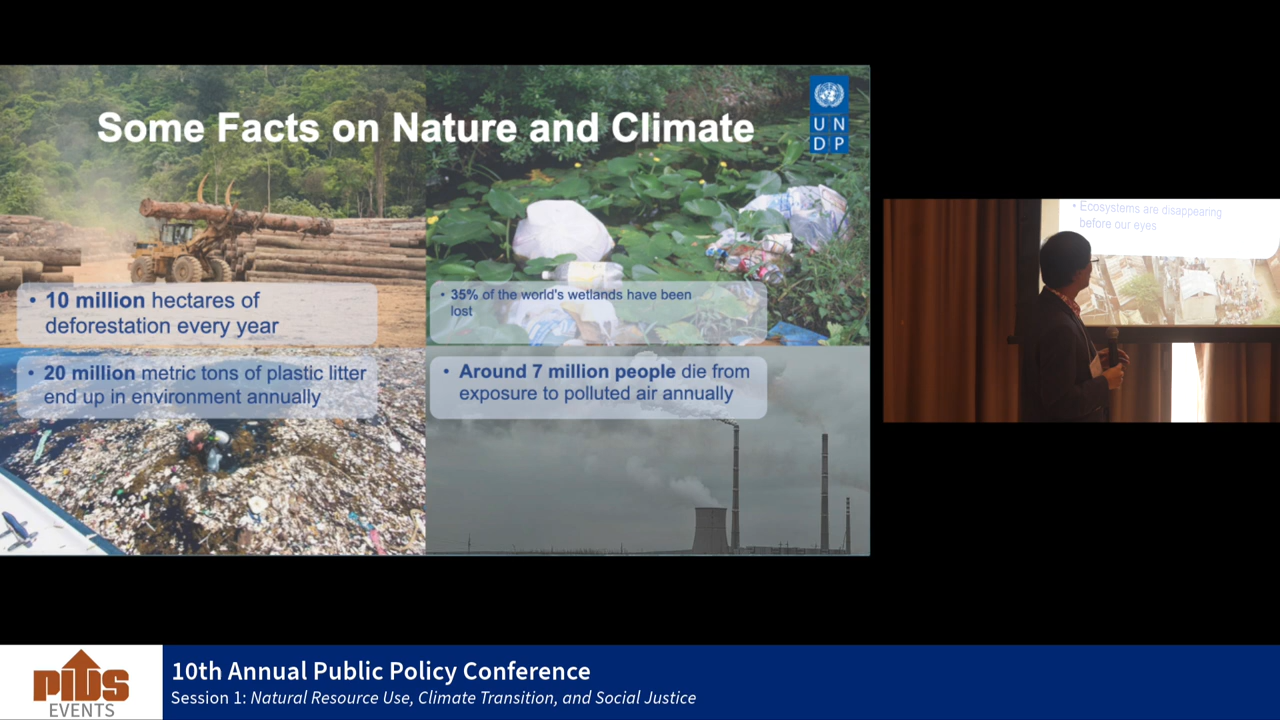 Some Facts on Nature and Climate
UN
DP
• 10 million hectares of
deforestation every year
• 35% of the world's wetlands have been
lost
• 20 million metric tons of plastic litter
end up in environment annually
• Around 7 million people die from
exposure to polluted air annually
• Ecosystems are disappearing
before our eyes
PIDS
EVENTS
10th Annual Public Policy Conference
Session 1: Natural Resource Use, Climate Transition, and Social Justice